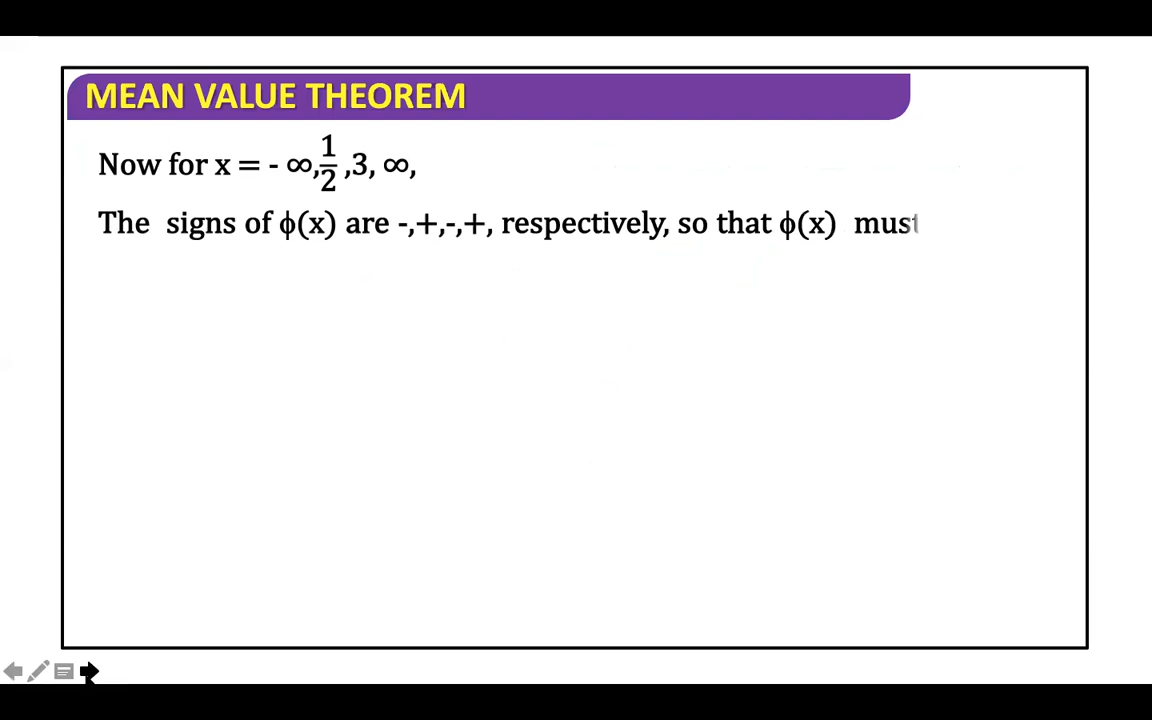 MEAN VALUE THEOREM
Now for x = - ∞,1/2 ,3, ∞,
The signs of ϕ(x) are -,+,-,+, respectively, so that ϕ(x) must